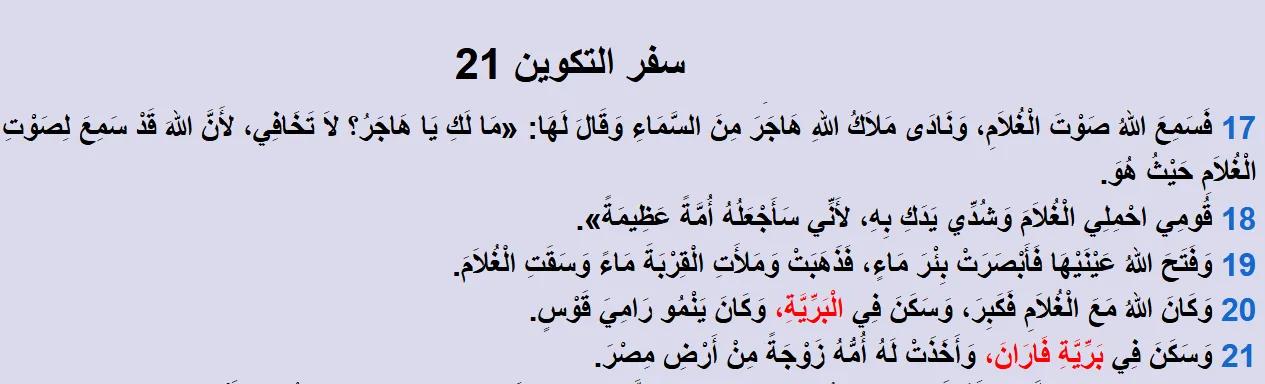 سفر التكوين 21
17 فَسَمِعَ اللهُ صَوْتَ الْغُلاَمِ، وَنَادَى مَلاَكُ اللهِ هَاجَرَ مِنَ السَّمَاءِ وَقَالَ لَهَا: «مَا لَكِ يَا هَاجَرُ؟ لاَ تَخَافِي، لأَنَّ اللهَ قَدْ سَمِعَ لِصَوْتِ
الْغُلاَمِ حَيْثُ هُوَ.
18 قُومِي احْمِلِي الْغُلاَمَ وَشُدِّي يَدَكِ بِهِ، لأَنِّي سَأَجْعَلُهُ أُمَّةً عَظِيمَةً».
19 وَفَتَحَ اللهُ عَيْنَيْهَا فَأَبْصَرَتْ بِئْرَ مَاءٍ، فَذَهَبَتْ وَمَلأَتِ الْقِرْبَةَ مَاءً وَسَقَتِ الْغُلاَمَ.
20 وَكَانَ اللهُ مَعَ الْغُلاَمِ فَكَبِرَ، وَسَكَنَ فِي الْبَرِّيَّةِ، وَكَانَ يَنْمُو رَامِيَ قَوْسٍ.
21 وَسَكَنَ فِي بَرِّيَّةِ فَارَانَ، وَأَخَذَتْ لَهُ أُمُّهُ زَوْجَةً مِنْ أَرْضِ مِصْرَ.